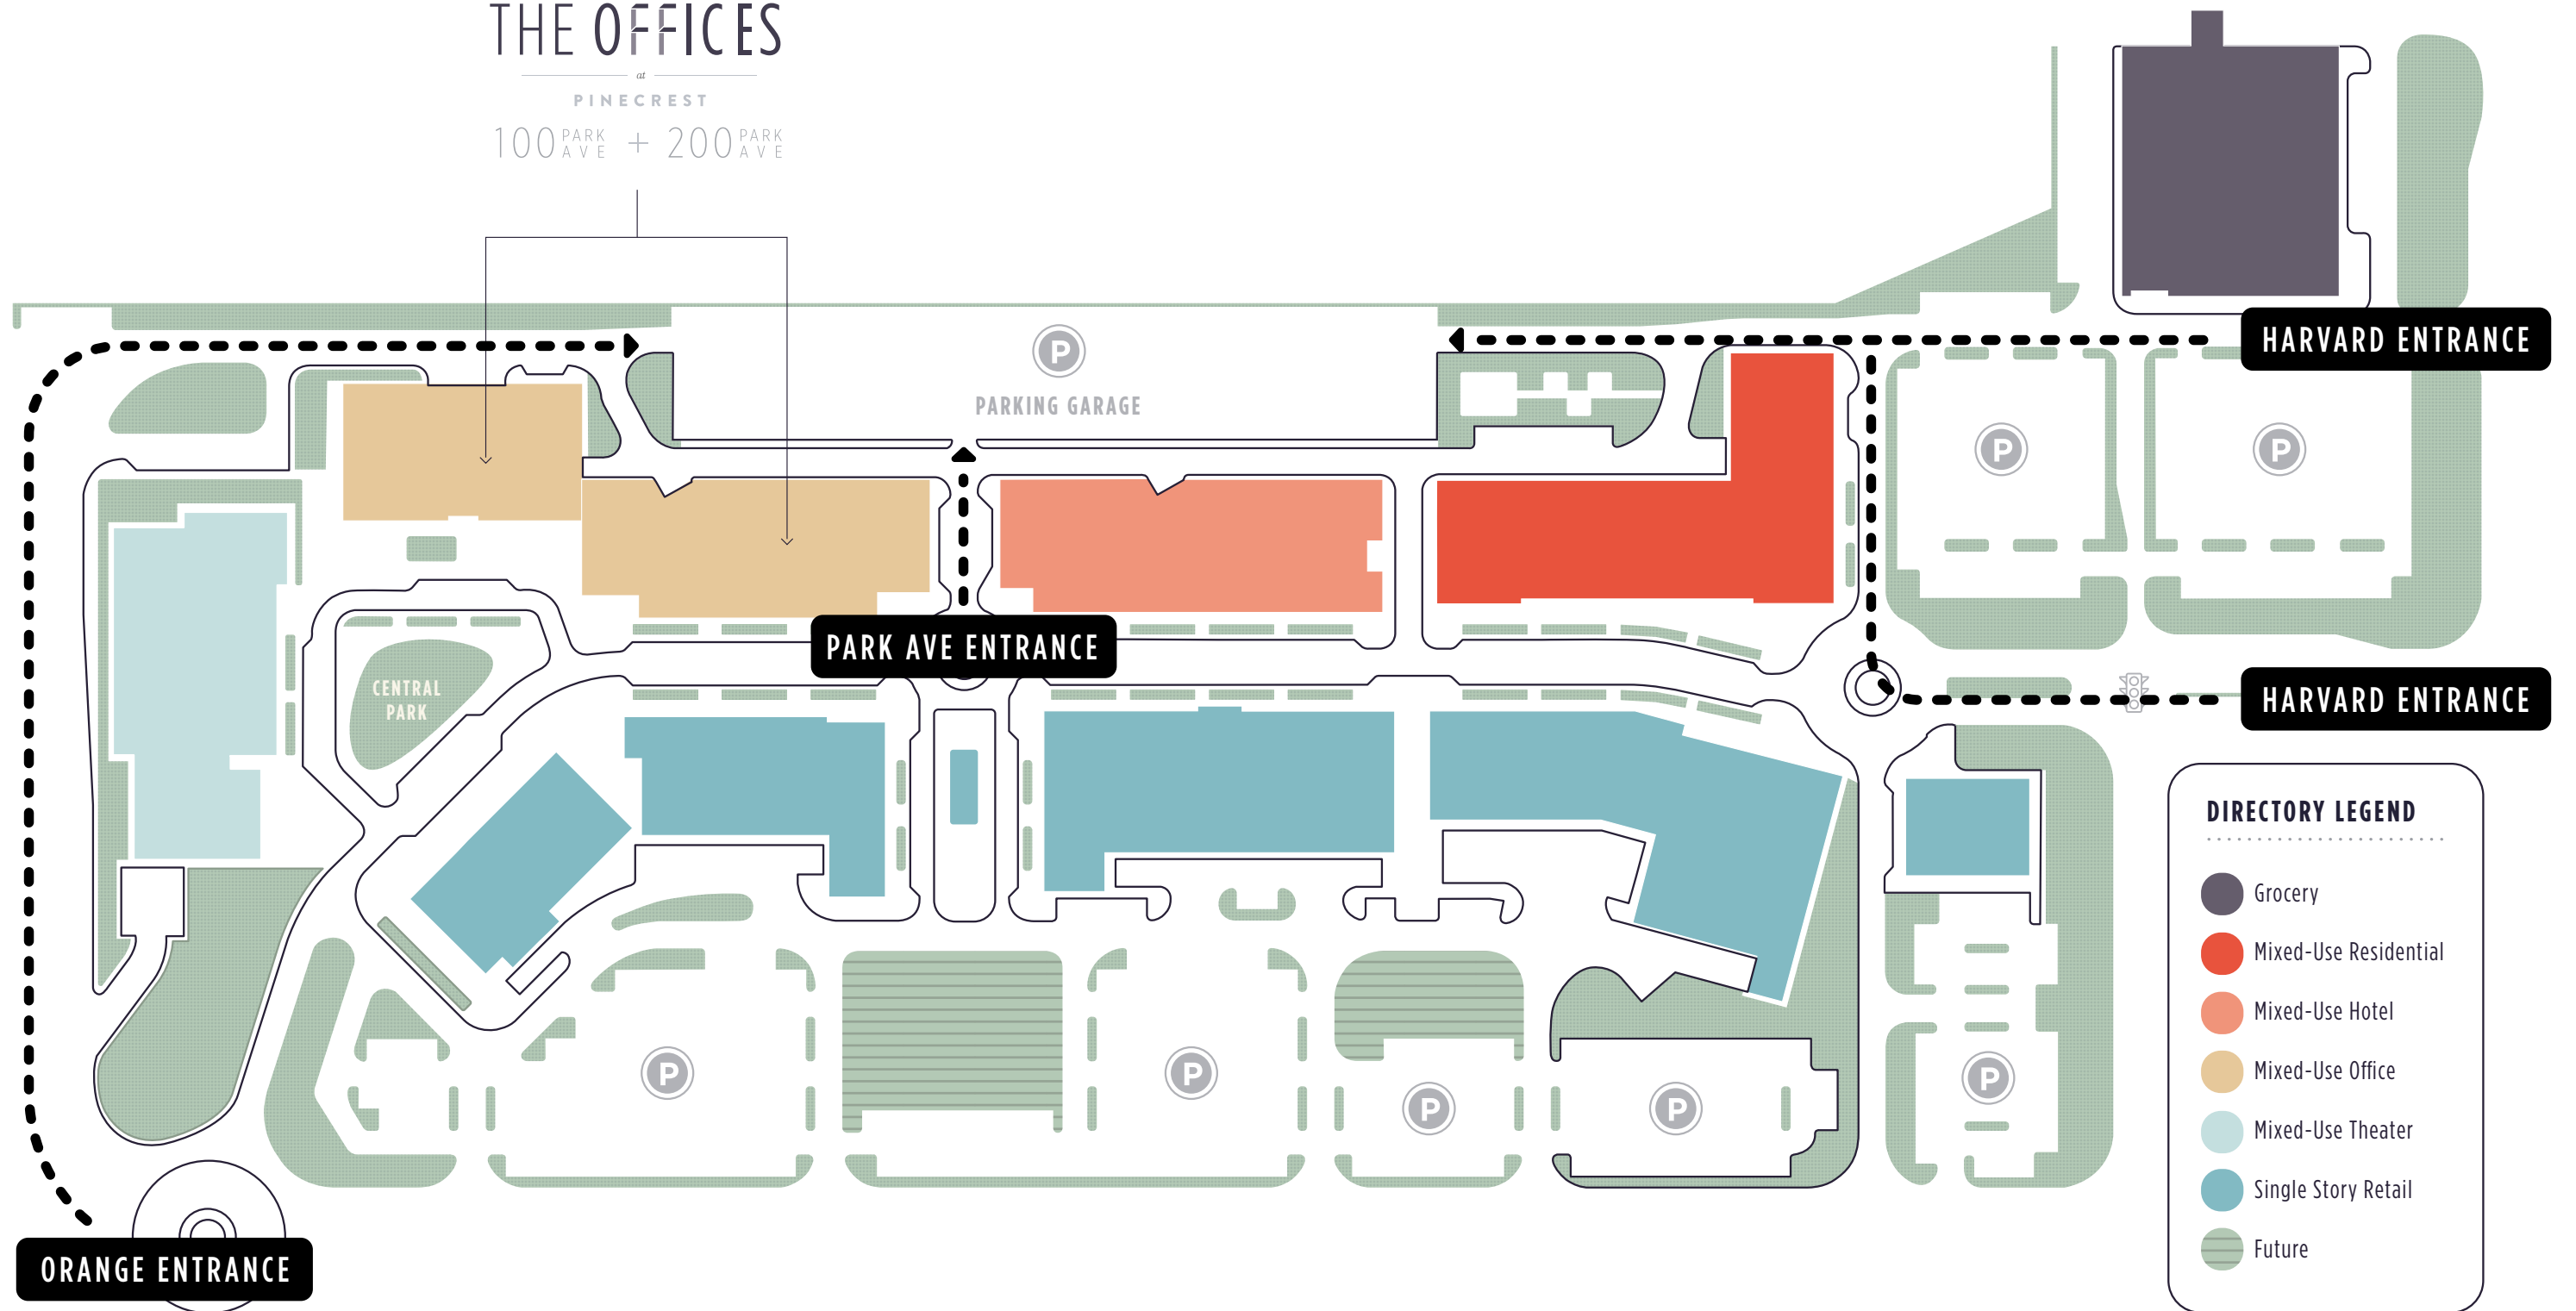 THE OFFICES
at
PINECREST
100 PARK AVE + 200 PARK AVE
HARVARD ENTRANCE
P
PARKING GARAGE
P
P
PARK AVE ENTRANCE
CENTRAL
PARK
HARVARD ENTRANCE
P
P
P
P
P
DIRECTORY LEGEND
Grocery
Mixed-Use Residential
Mixed-Use Hotel
Mixed-Use Office
Mixed-Use Theater
Single Story Retail
Future
ORANGE ENTRANCE